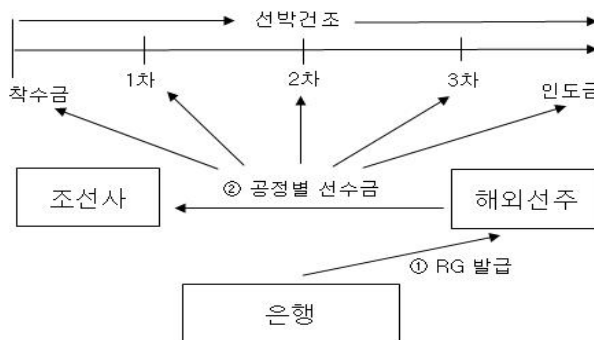 선박건조
1차 2차 3차
착수금 인도금
② 공정별 선수금
조선사 해외선주
① RG 발급
은행